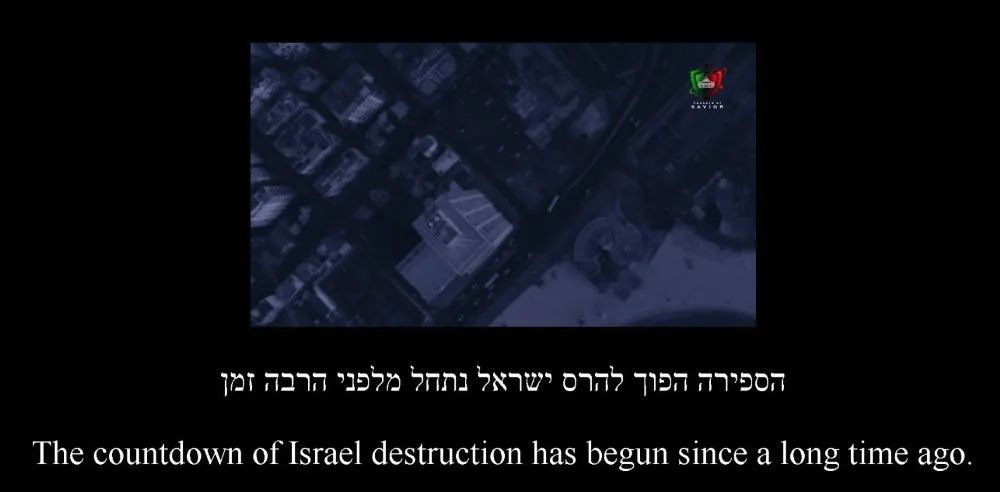 SAVIOR
הספירה הפוך להרס ישראל נתחל מלפני הרבה זמן
The countdown of Israel destruction has begun since a long time ago.